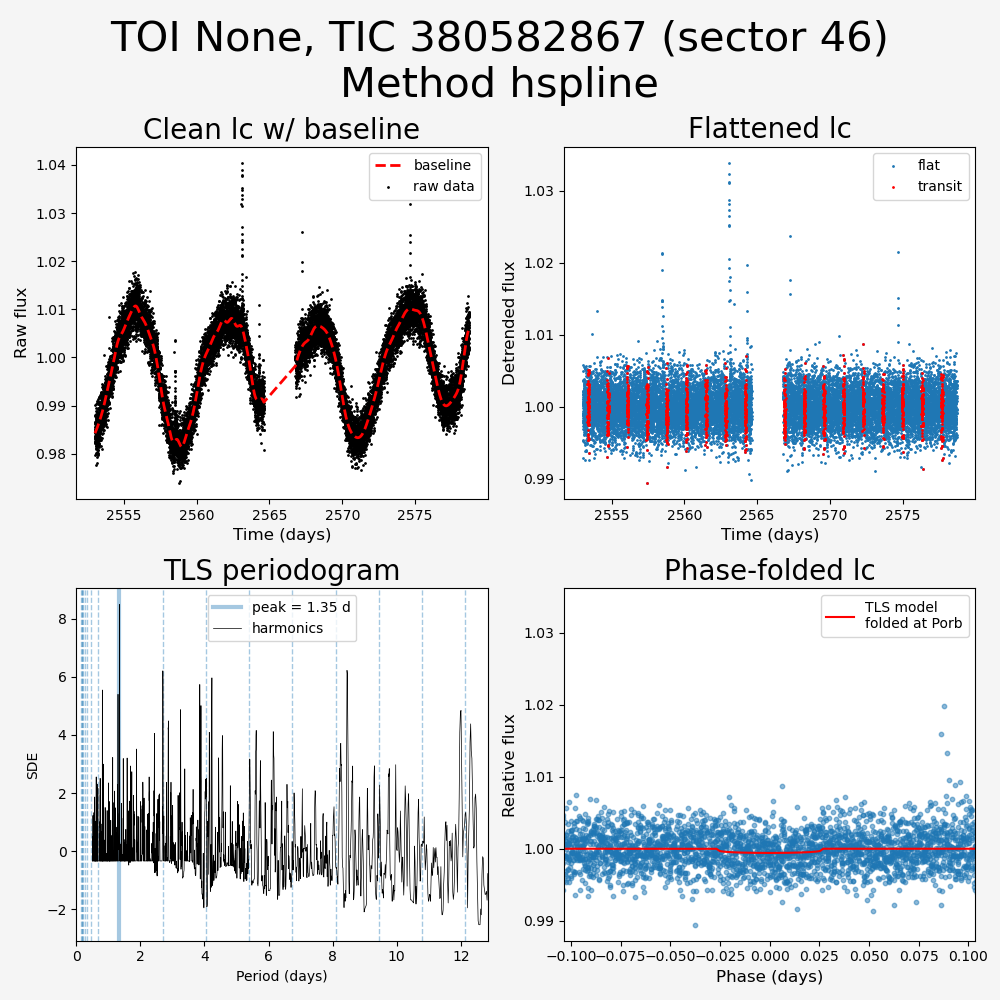 TOI None, TIC 380582867 (sector 46)
Method hspline
Clean lc w/ baseline
Flattened lc
baseline
raw data
flat
transit
1.04
1.03
1.02
1.01
1.00
0.99
0.98
Raw flux
2555 2560 2565 2570 2575
Time (days)
1.03
1.02
1.01
1.00
0.99
Detrended flux
2555 2560 2565 2570 2575
Time (days)
TLS periodogram
Phase-folded lc
peak = 1.35 d
harmonics
TLS model
folded at Porb
8
6
4
2
0
−2
SDE
0 2 4 6 8 10 12
Period (days)
1.03
1.02
1.01
1.00
0.99
Relative flux
−0.100 −0.075 −0.050 −0.025 0.000 0.025 0.050 0.075 0.100
Phase (days)